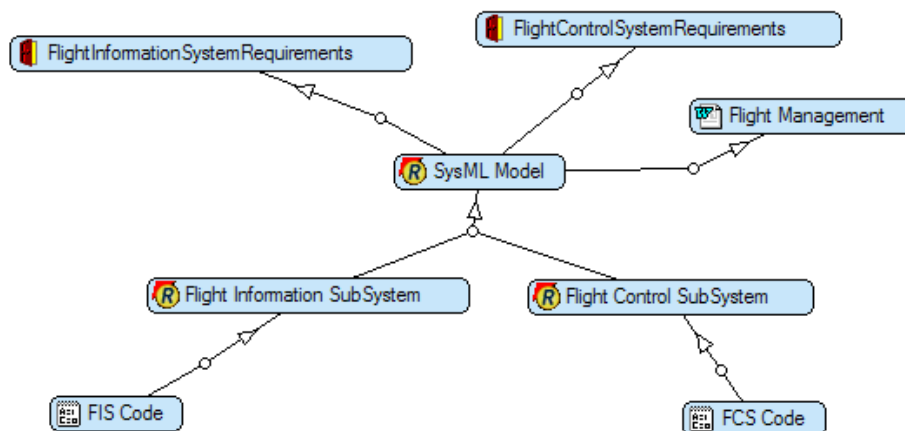 FlightInformationSystemRequirements
FlightControlSystemRequirements
Flight Management
SysML Model
Flight Information SubSystem
Flight Control SubSystem
FIS Code
FCS Code